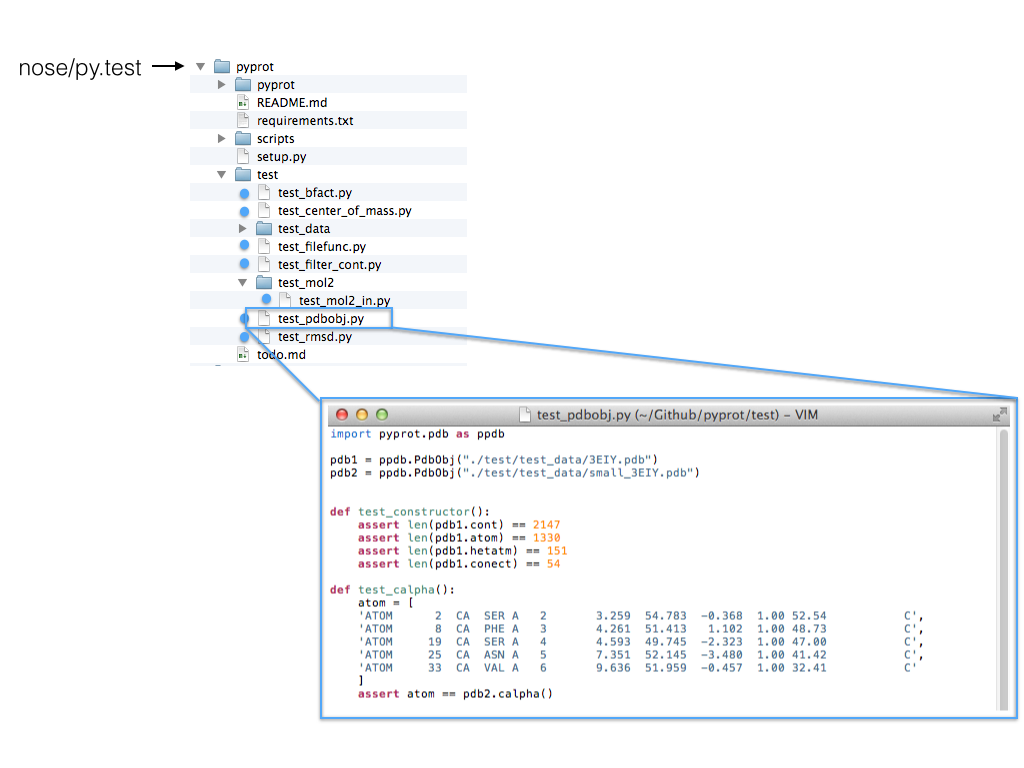 nose/py.test
pyprot
pyprot
README.md
requirements.txt
scripts
setup.py
test
test_bfact.py
test_center_of_mass.py
test_data
test_filefunc.py
test_filter_cont.py
test_mol2
test_mol2_in.py
test_pdbobj.py
test_rmsd.py
todo.md
test_pdbobj.py (~/Github/pyprot/test) – VIM
import pyprot.pdb as ppdb
pdb1 = ppdb.PdbObj("./test/test_data/3EIY.pdb")
pdb2 = ppdb.PdbObj("./test/test_data/small_3EIY.pdb")
def test_constructor():
    assert len(pdb1.cont) == 2147
    assert len(pdb1.atom) == 1330
    assert len(pdb1.hetatm) == 151
    assert len(pdb1.conect) == 54
def test_calpha():
    atom = [
    'ATOM      2  CA  SER A   2       3.259  54.783  -0.368  1.00 52.54           C',
    'ATOM      8  CA  PHE A   3       4.261  51.413   1.102  1.00 48.73           C',
    'ATOM     19  CA  SER A   4       4.593  49.745  -2.323  1.00 47.00           C',
    'ATOM     25  CA  ASN A   5       7.351  52.145  -3.480  1.00 41.42           C',
    'ATOM     33  CA  VAL A   6       9.636  51.959  -0.457  1.00 32.41           C'
    ]
    assert atom == pdb2.calpha()